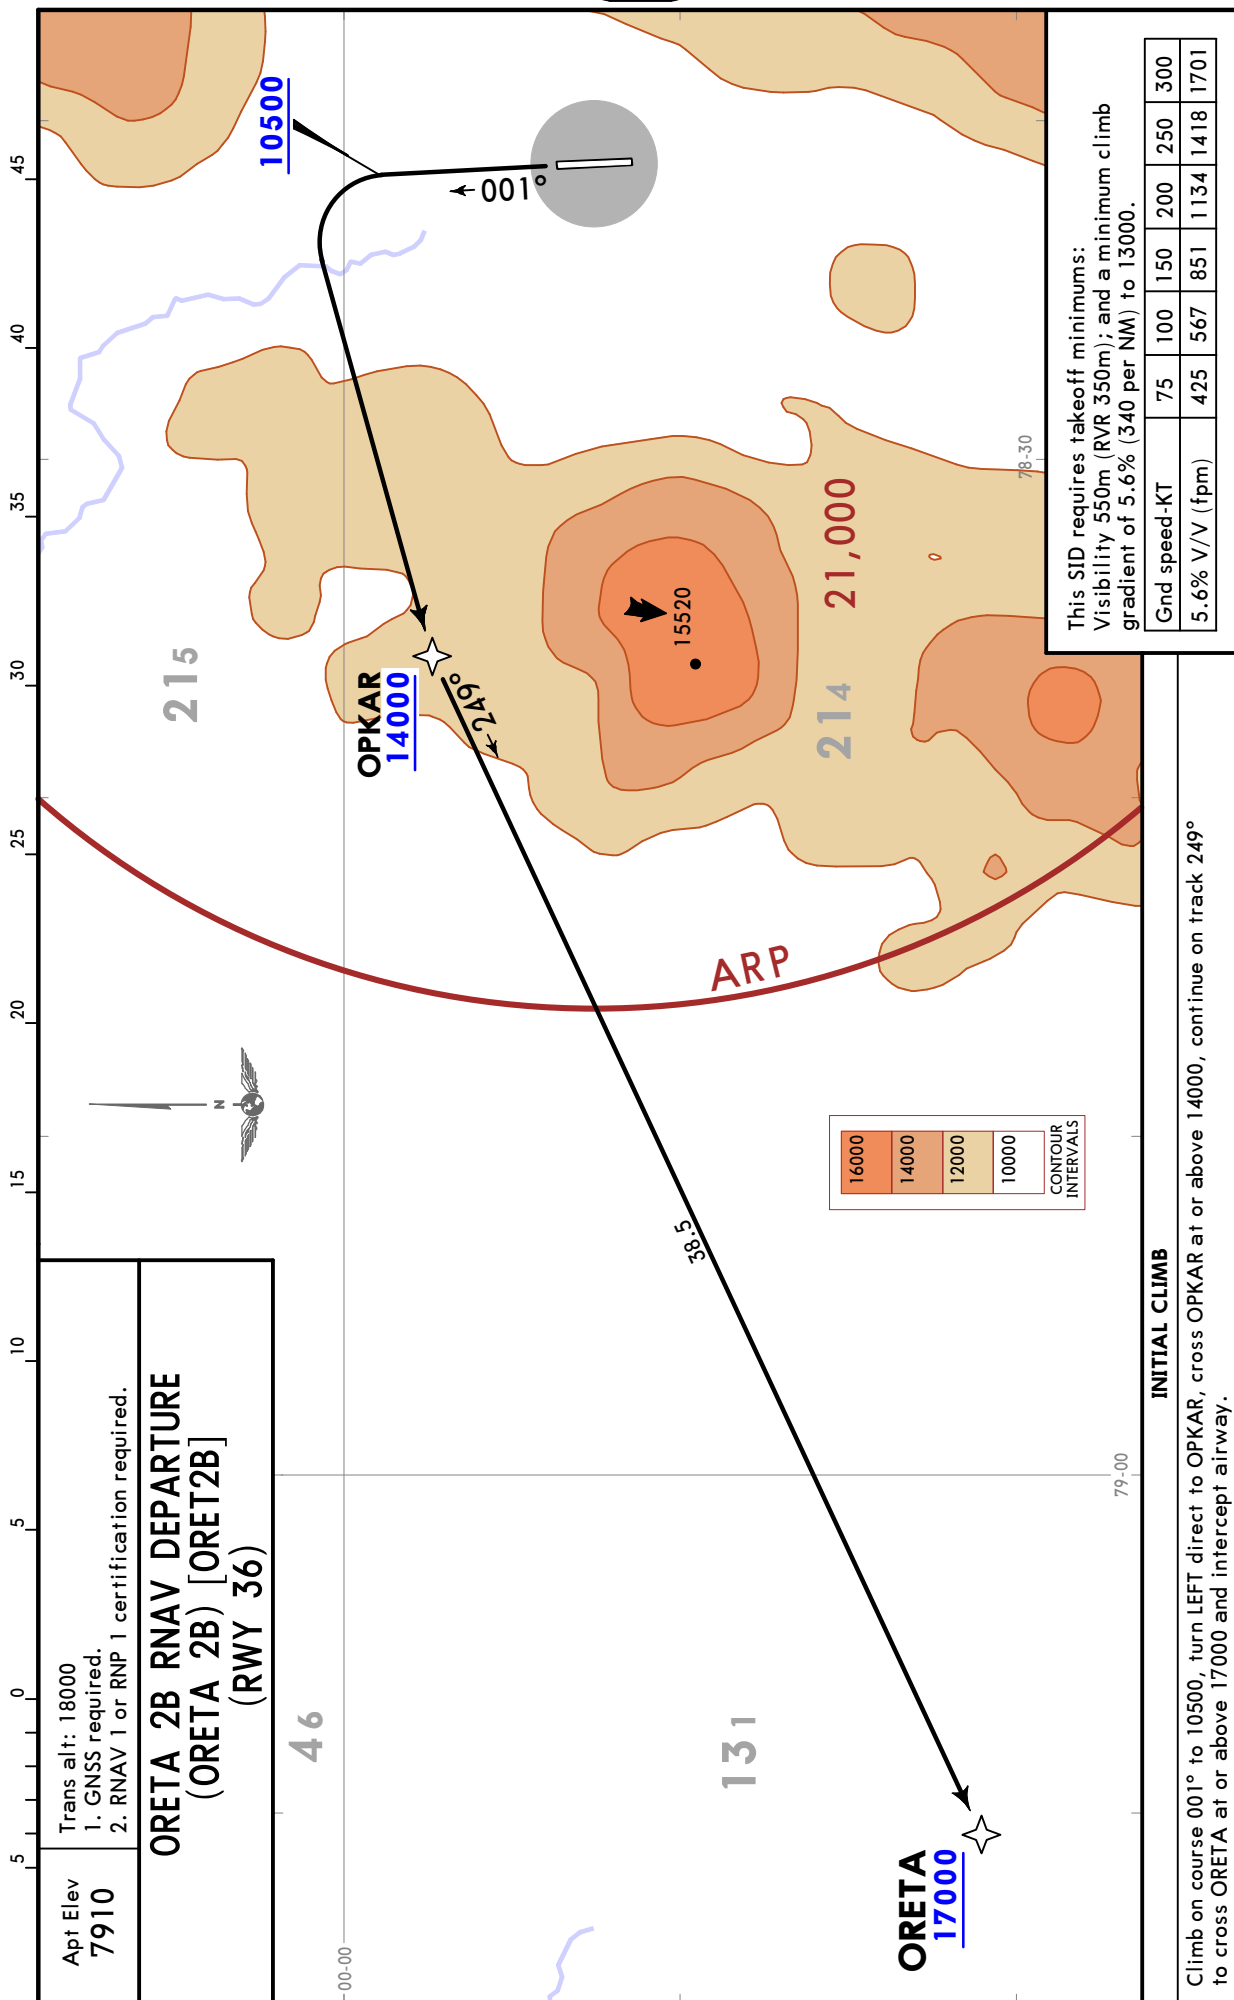 5 0 5 10 15 20 25 30 35 40 45
Apt Elev
7910
Trans alt: 18000
1. GNSS required.
2. RNAV 1 or RNP 1 certification required.
ORETA 2B RNAV DEPARTURE
(ORETA 2B) [ORET2B]
(RWY 36)
N
215
10500
001°
OPKAR
14000
249°
46
00-00
15520
ARP
38.5
131
214
21,000
16000
14000
12000
10000
CONTOUR
INTERVALS
ORETA
17000
78-30
79-00
This SID requires takeoff minimums:
Visibility 550m (RVR 350m); and a minimum climb
gradient of 5.6% (340 per NM) to 13000.
Gnd speed-KT 75 100 150 200 250 300
5.6% V/V (fpm) 425 567 851 1134 1418 1701
INITIAL CLIMB
Climb on course 001° to 10500, turn LEFT direct to OPKAR, cross OPKAR at or above 14000, continue on track 249°
to cross ORETA at or above 17000 and intercept airway.